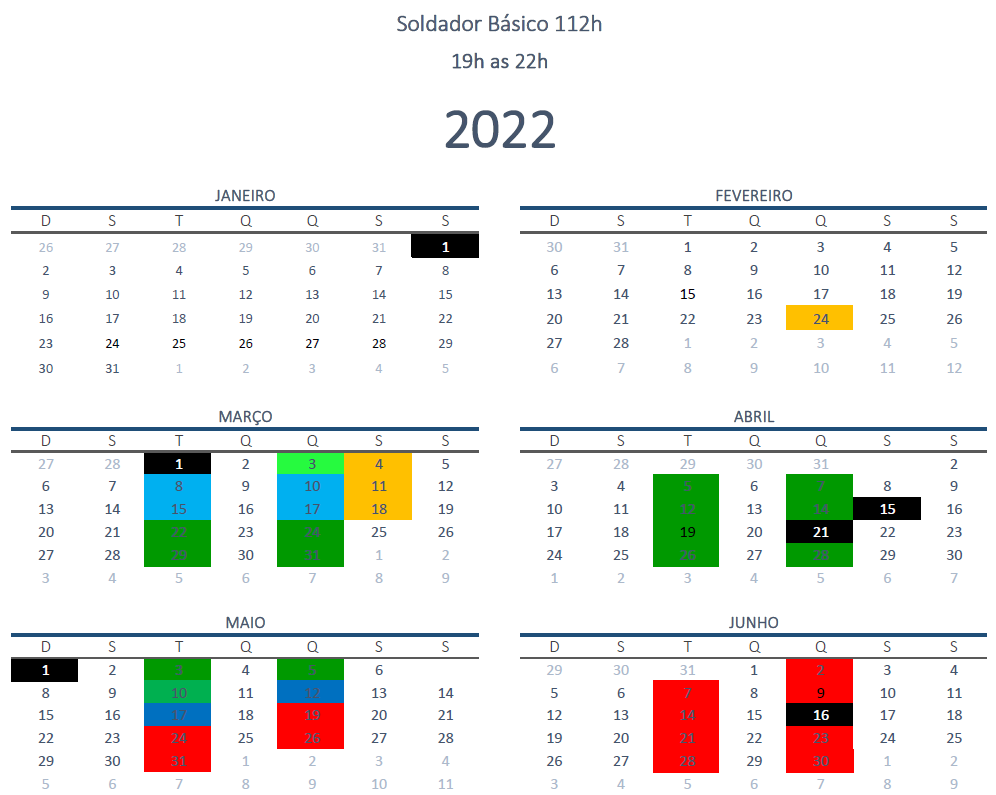 Soldador Básico 112h
19h as 22h
2022
JANEIRO
D S T Q Q S S
26 27 28 29 30 31 1
2 3 4 5 6 7 8
9 10 11 12 13 14 15
16 17 18 19 20 21 22
23 24 25 26 27 28 29
30 31 1 2 3 4 5
FEVEREIRO
D S T Q Q S S
30 31 1 2 3 4 5
6 7 8 9 10 11 12
13 14 15 16 17 18 19
20 21 22 23 24 25 26
27 28 1 2 3 4 5
6 7 8 9 10 11 12
MARÇO
D S T Q Q S S
27 28 1 2 3 4 5
6 7 8 9 10 11 12
13 14 15 16 17 18 19
20 21 22 23 24 25 26
27 28 29 30 31 1 2
3 4 5 6 7 8 9
ABRIL
D S T Q Q S S
27 28 29 30 31 2
3 4 5 6 7 8 9
10 11 12 13 14 15 16
17 18 19 20 21 22 23
24 25 26 27 28 29 30
1 2 3 4 5 6 7
MAIO
D S T Q Q S S
1 2 3 4 5 6
8 9 10 11 12 13 14
15 16 17 18 19 20 21
22 23 24 25 26 27 28
29 30 31 1 2 3 4
5 6 7 8 9 10 11
JUNHO
D S T Q Q S S
29 30 31 1 2 3 4
5 6 7 8 9 10 11
12 13 14 15 16 17 18
19 20 21 22 23 24 25
26 27 28 29 30 1 2
3 4 5 6 7 8 9